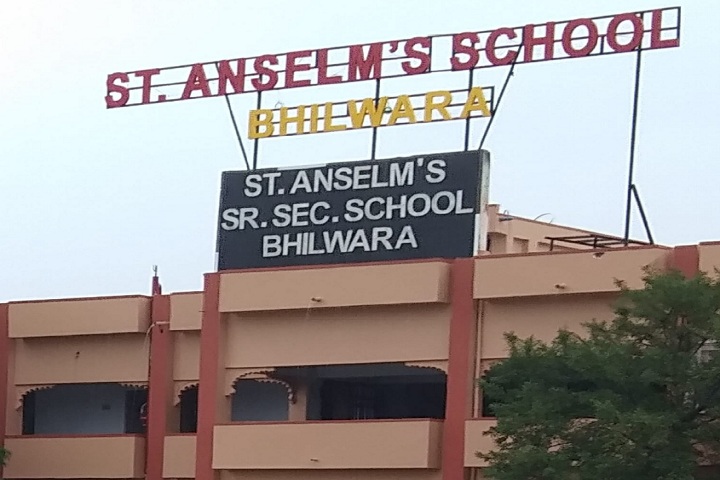 ST. ANSELM'S SCHOOL
BHILWARA
ST. ANSELM'S
SR. SEC. SCHOOL
BHILWARA